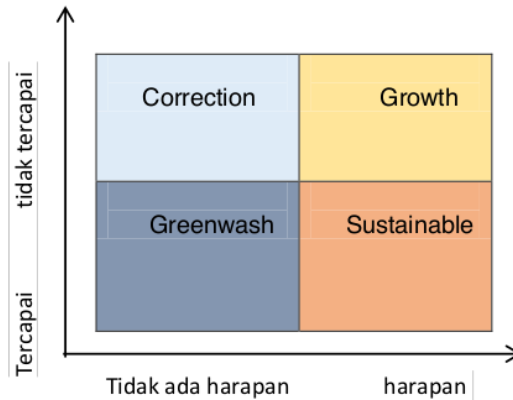 tidak tercapai
Correction
Growth
Greenwash
Sustainable
Tercapai
Tidak ada harapan
harapan